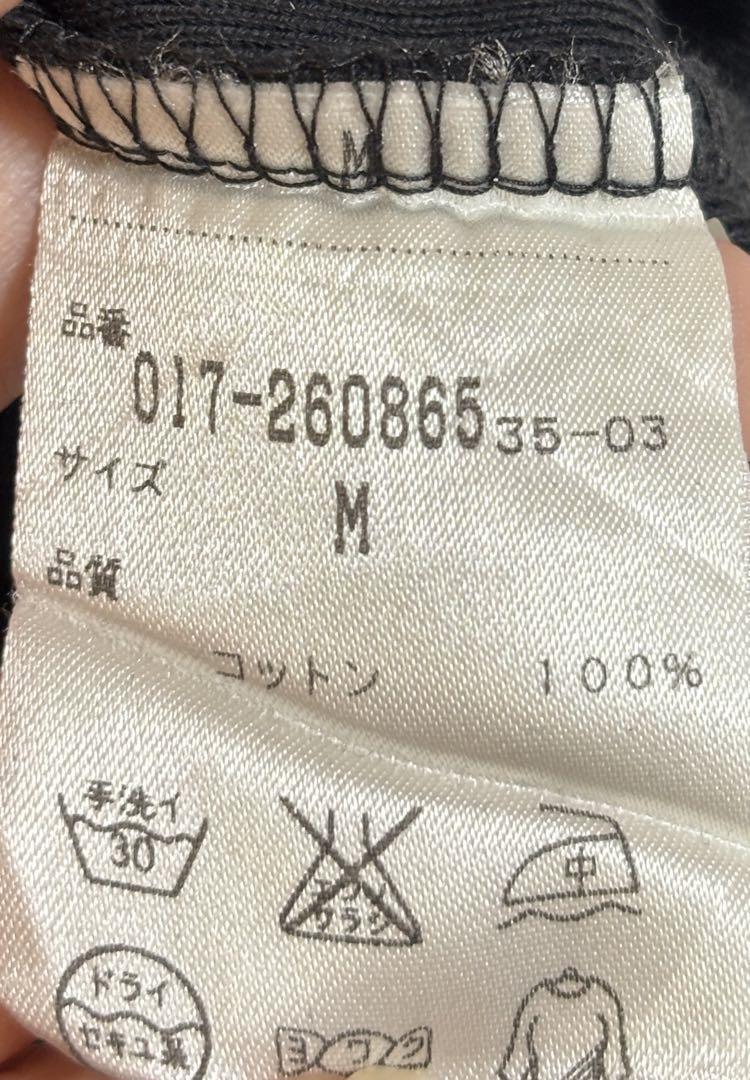 M
品番
017-260865 35-03
サイズ
M
品質
コットン 100%
手洗イ
30
エンソ
サラシ
中
ドライ
セキユ系
ヨワク